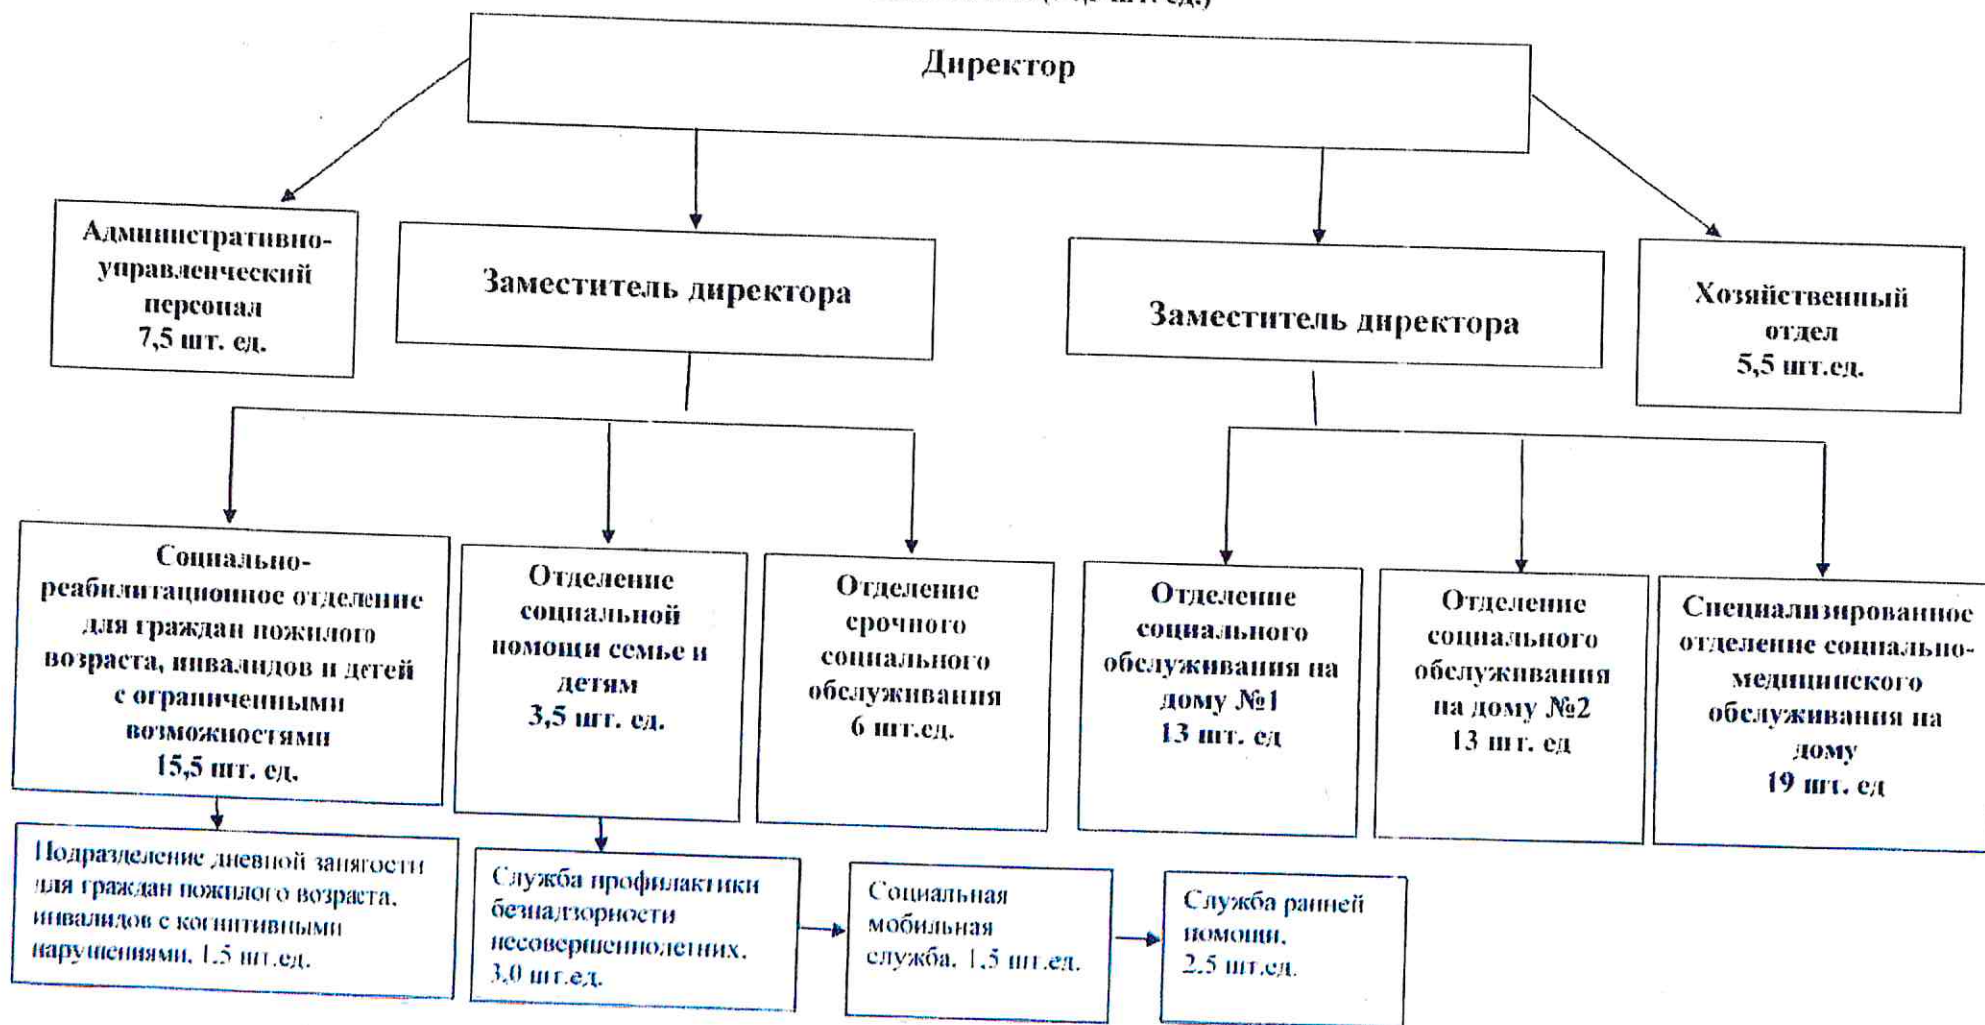 Директор
Административно-
управленческий
персонал
7,5 шт. ед.
Заместитель директора
Заместитель директора
Хозяйственный
отдел
5,5 шт.ед.
Социально-
реабилитационное отделение
для граждан пожилого
возраста, инвалидов и детей
с ограниченными
возможностями
15,5 шт. ед.
Отделение
социальной
помощи семье и
детям
3,5 шт. ед.
Отделение
срочного
социального
обслуживания
6 шт.ед.
Отделение
социального
обслуживания на
дому №1
13 шт. ед
Отделение
социального
обслуживания
на дому №2
13 шт. ед
Специализированное
отделение социально-
медицинского
обслуживания на
дому
19 шт. ед
Подразделение дневной занятости
для граждан пожилого возраста,
инвалидов с когнитивными
нарушениями, 1,5 шт.ед.
Служба профилактики
безнадзорности
несовершеннолетних,
3,0 шт.ед.
Социальная
мобильная
служба, 1,5 шт.ед.
Служба ранней
помощи,
2,5 шт.ед.